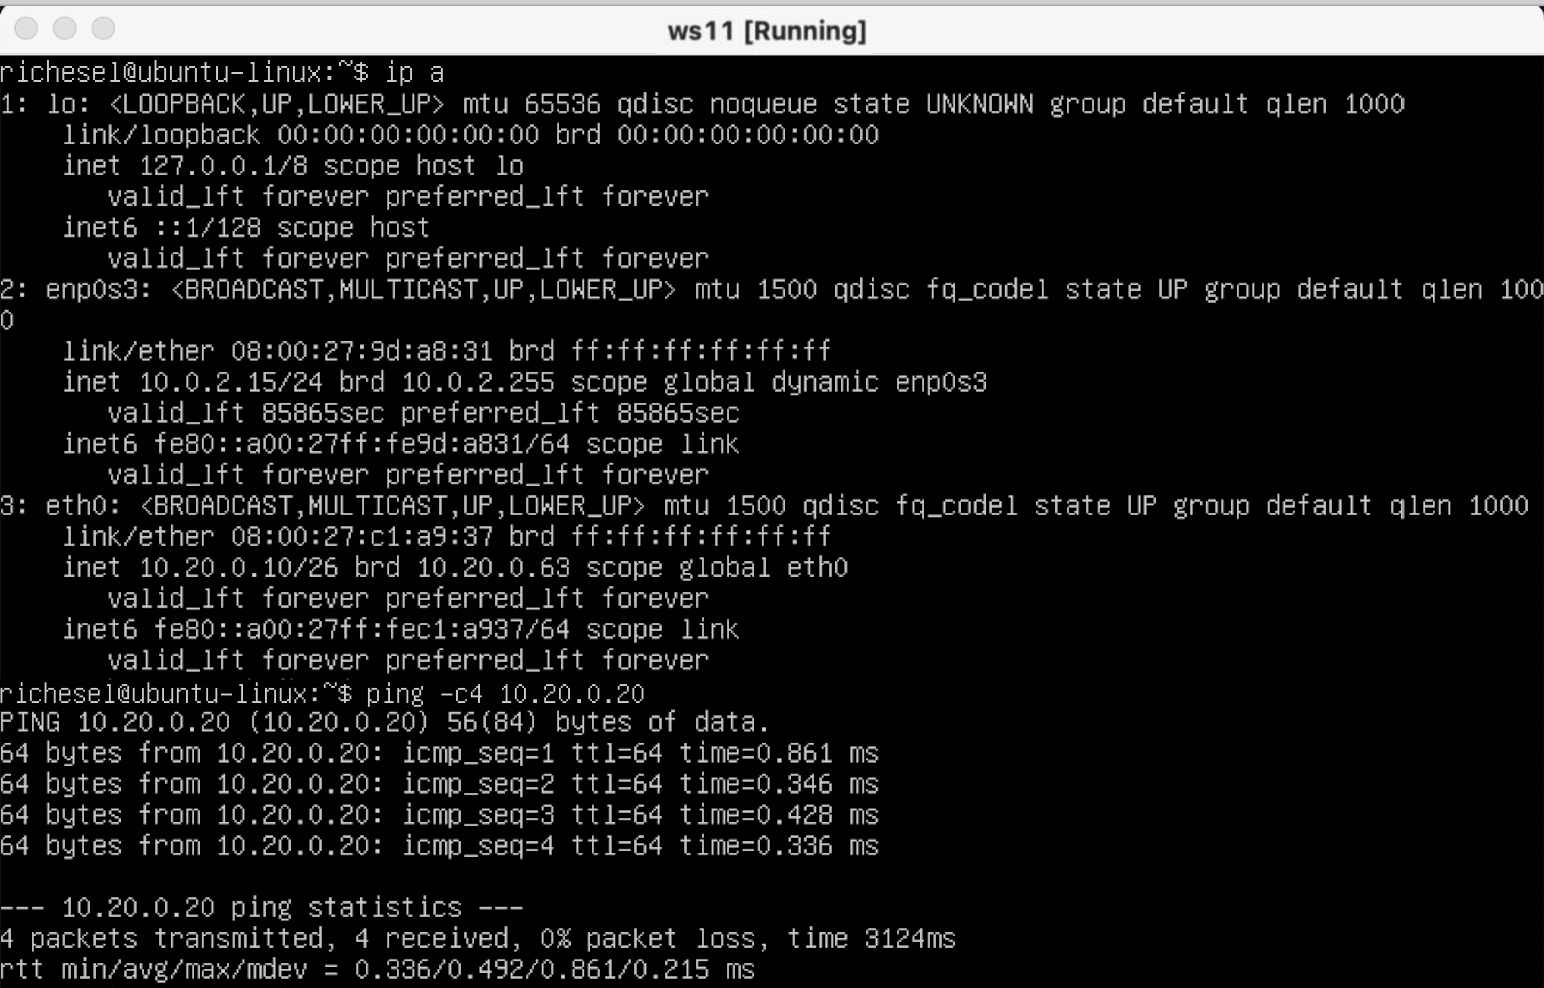 ws11 [Running]
richesel@ubuntu-linux:~$ ip a
1: lo: <LOOPBACK,UP,LOWER_UP> mtu 65536 qdisc noqueue state UNKNOWN group default qlen 1000
    link/loopback 00:00:00:00:00:00 brd 00:00:00:00:00:00
    inet 127.0.0.1/8 scope host lo
       valid_lft forever preferred_lft forever
    inet6 ::1/128 scope host
       valid_lft forever preferred_lft forever
2: enp0s3: <BROADCAST,MULTICAST,UP,LOWER_UP> mtu 1500 qdisc fq_codel state UP group default qlen 100
0
    link/ether 08:00:27:9d:a8:31 brd ff:ff:ff:ff:ff:ff
    inet 10.0.2.15/24 brd 10.0.2.255 scope global dynamic enp0s3
       valid_lft 85865sec preferred_lft 85865sec
    inet6 fe80::a00:27ff:fe9d:a831/64 scope link
       valid_lft forever preferred_lft forever
3: eth0: <BROADCAST,MULTICAST,UP,LOWER_UP> mtu 1500 qdisc fq_codel state UP group default qlen 1000
    link/ether 08:00:27:c1:a9:37 brd ff:ff:ff:ff:ff:ff
    inet 10.20.0.10/26 brd 10.20.0.63 scope global eth0
       valid_lft forever preferred_lft forever
    inet6 fe80::a00:27ff:fec1:a937/64 scope link
       valid_lft forever preferred_lft forever
richesel@ubuntu-linux:~$ ping -c4 10.20.0.20
PING 10.20.0.20 (10.20.0.20) 56(84) bytes of data.
64 bytes from 10.20.0.20: icmp_seq=1 ttl=64 time=0.861 ms
64 bytes from 10.20.0.20: icmp_seq=2 ttl=64 time=0.346 ms
64 bytes from 10.20.0.20: icmp_seq=3 ttl=64 time=0.428 ms
64 bytes from 10.20.0.20: icmp_seq=4 ttl=64 time=0.336 ms
--- 10.20.0.20 ping statistics ---
4 packets transmitted, 4 received, 0% packet loss, time 3124ms
rtt min/avg/max/mdev = 0.336/0.492/0.861/0.215 ms